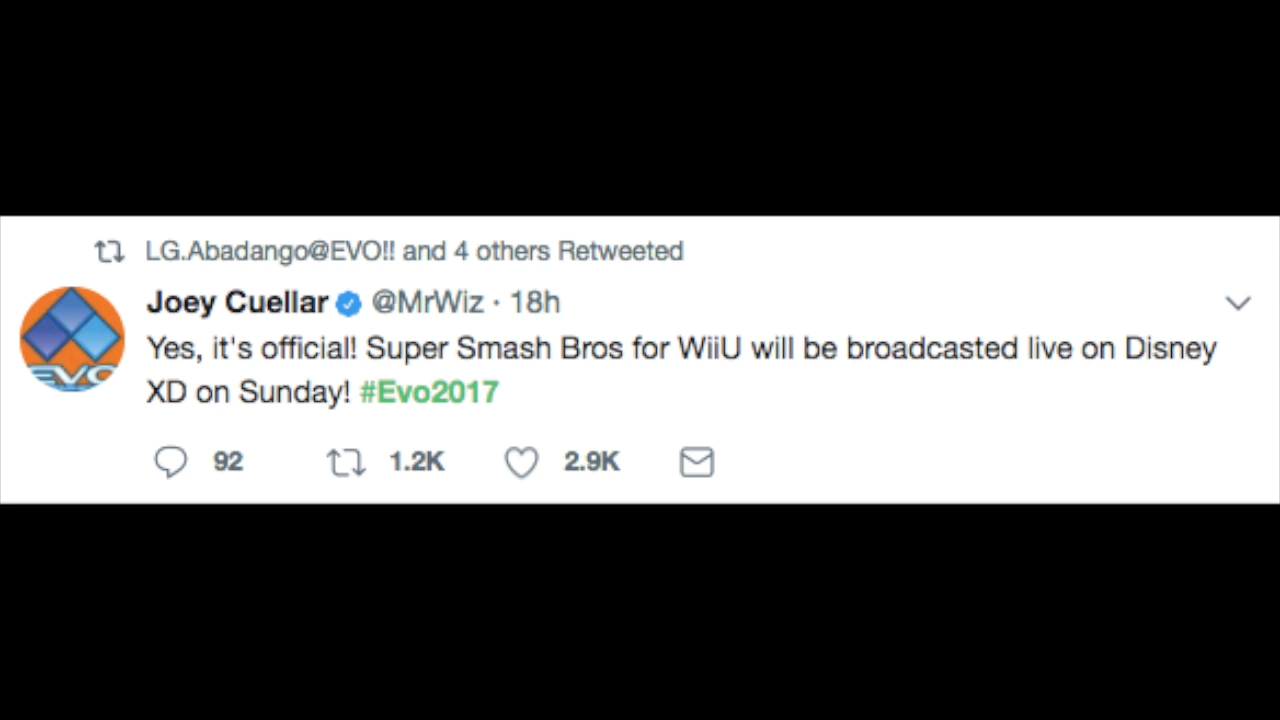 LG.Abadango@EVO!! and 4 others Retweeted
Joey Cuellar @MrWiz · 18h
Yes, it's official! Super Smash Bros for WiiU will be broadcasted live on Disney
XD on Sunday! #Evo2017
EVO
92 1.2K 2.9K